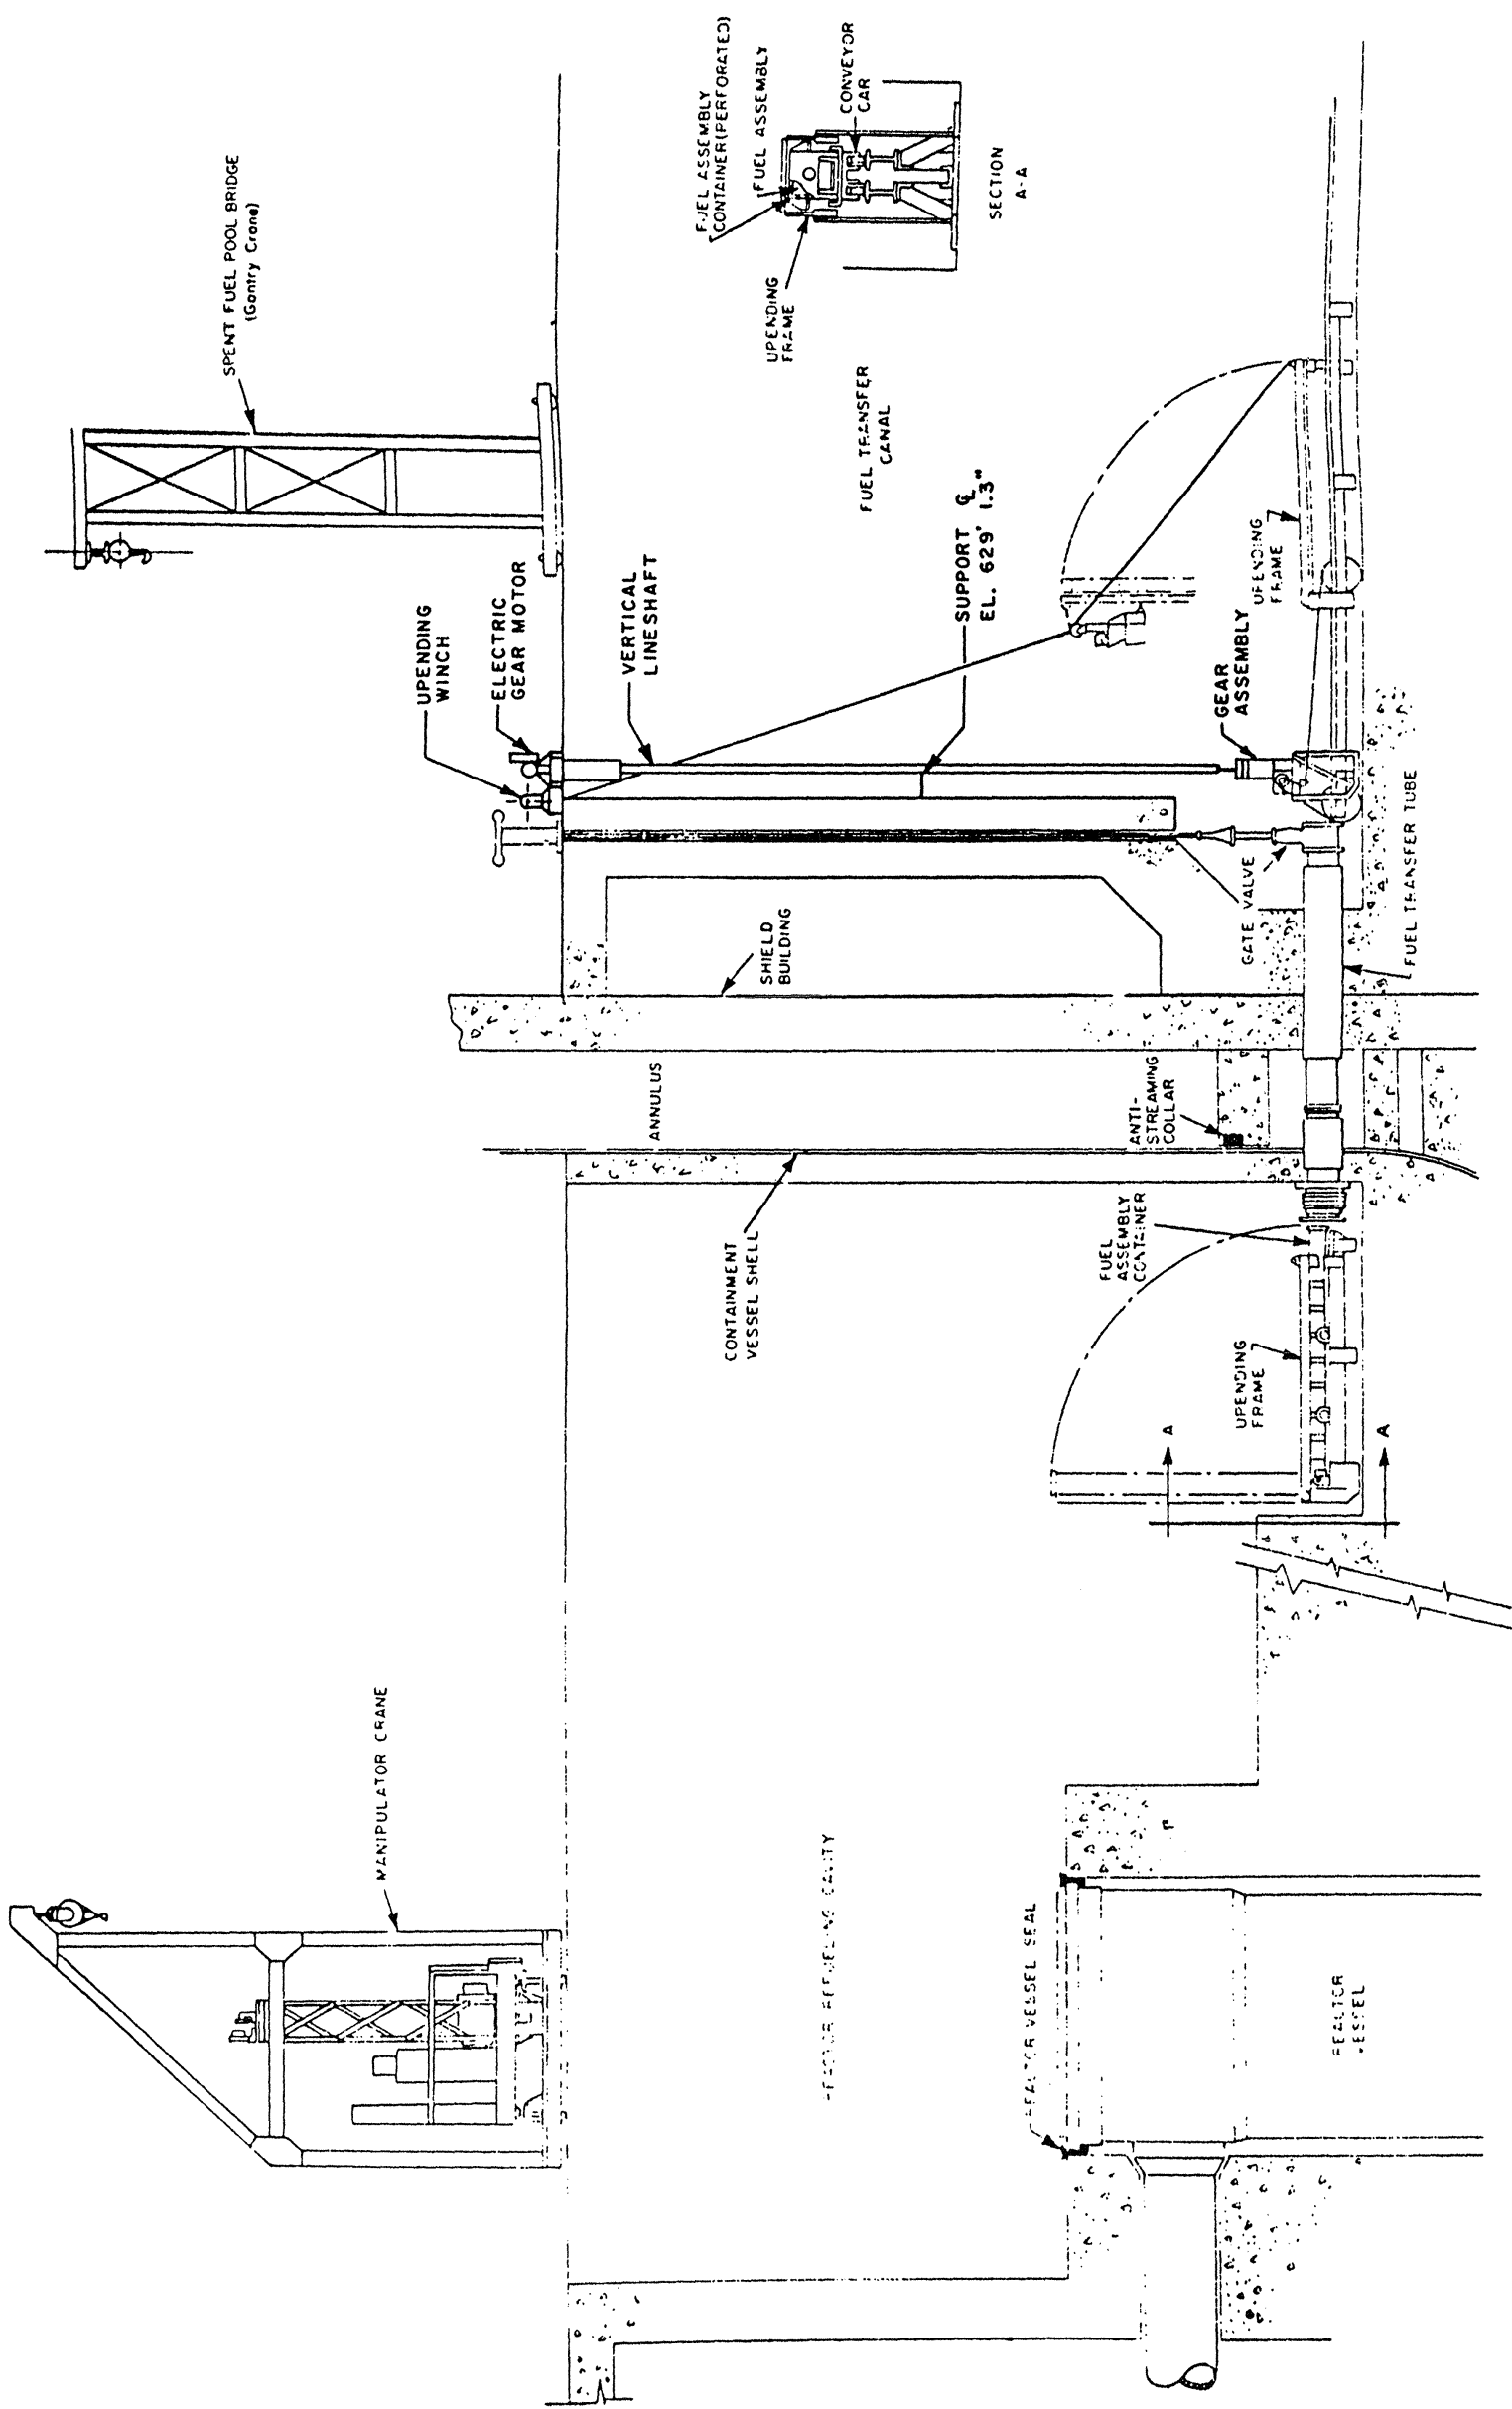 MANIPULATOR CRANE
SPENT FUEL POOL BRIDGE
(Gantry Crane)
UPENDING
WINCH
ELECTRIC
GEAR MOTOR
VERTICAL
LINESHAFT
SUPPORT ℄
EL. 629' 1.3"
FUEL ASSEMBLY
CONTAINER(PERFORATED)
FUEL ASSEMBLY
CONVEYOR
CAR
UPENDING
FRAME
SECTION
A-A
FUEL TRANSFER
CANAL
SHIELD
BUILDING
ANNULUS
CONTAINMENT
VESSEL SHELL
ANTI-
STREAMING
COLLAR
FUEL
ASSEMBLY
CONTAINER
UPENDING
FRAME
A
A
GATE VALVE
GEAR
ASSEMBLY
UPENDING
FRAME
FUEL TRANSFER TUBE
REACTOR REFUELING CAVITY
REACTOR VESSEL SEAL
REACTOR
VESSEL